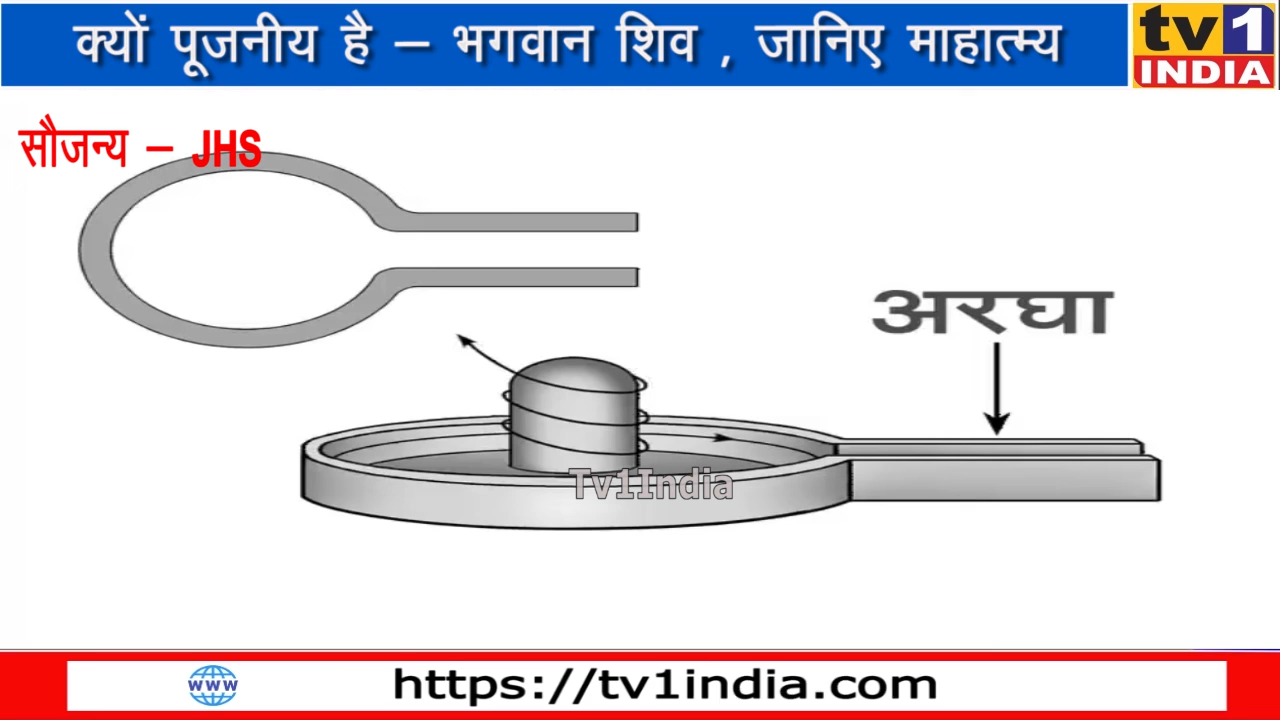 क्यों पूजनीय है – भगवान शिव , जानिए माहात्म्य
tv1
INDIA
सौजन्य – JHS
अरघा
Tv1India
www
https://tv1india.com